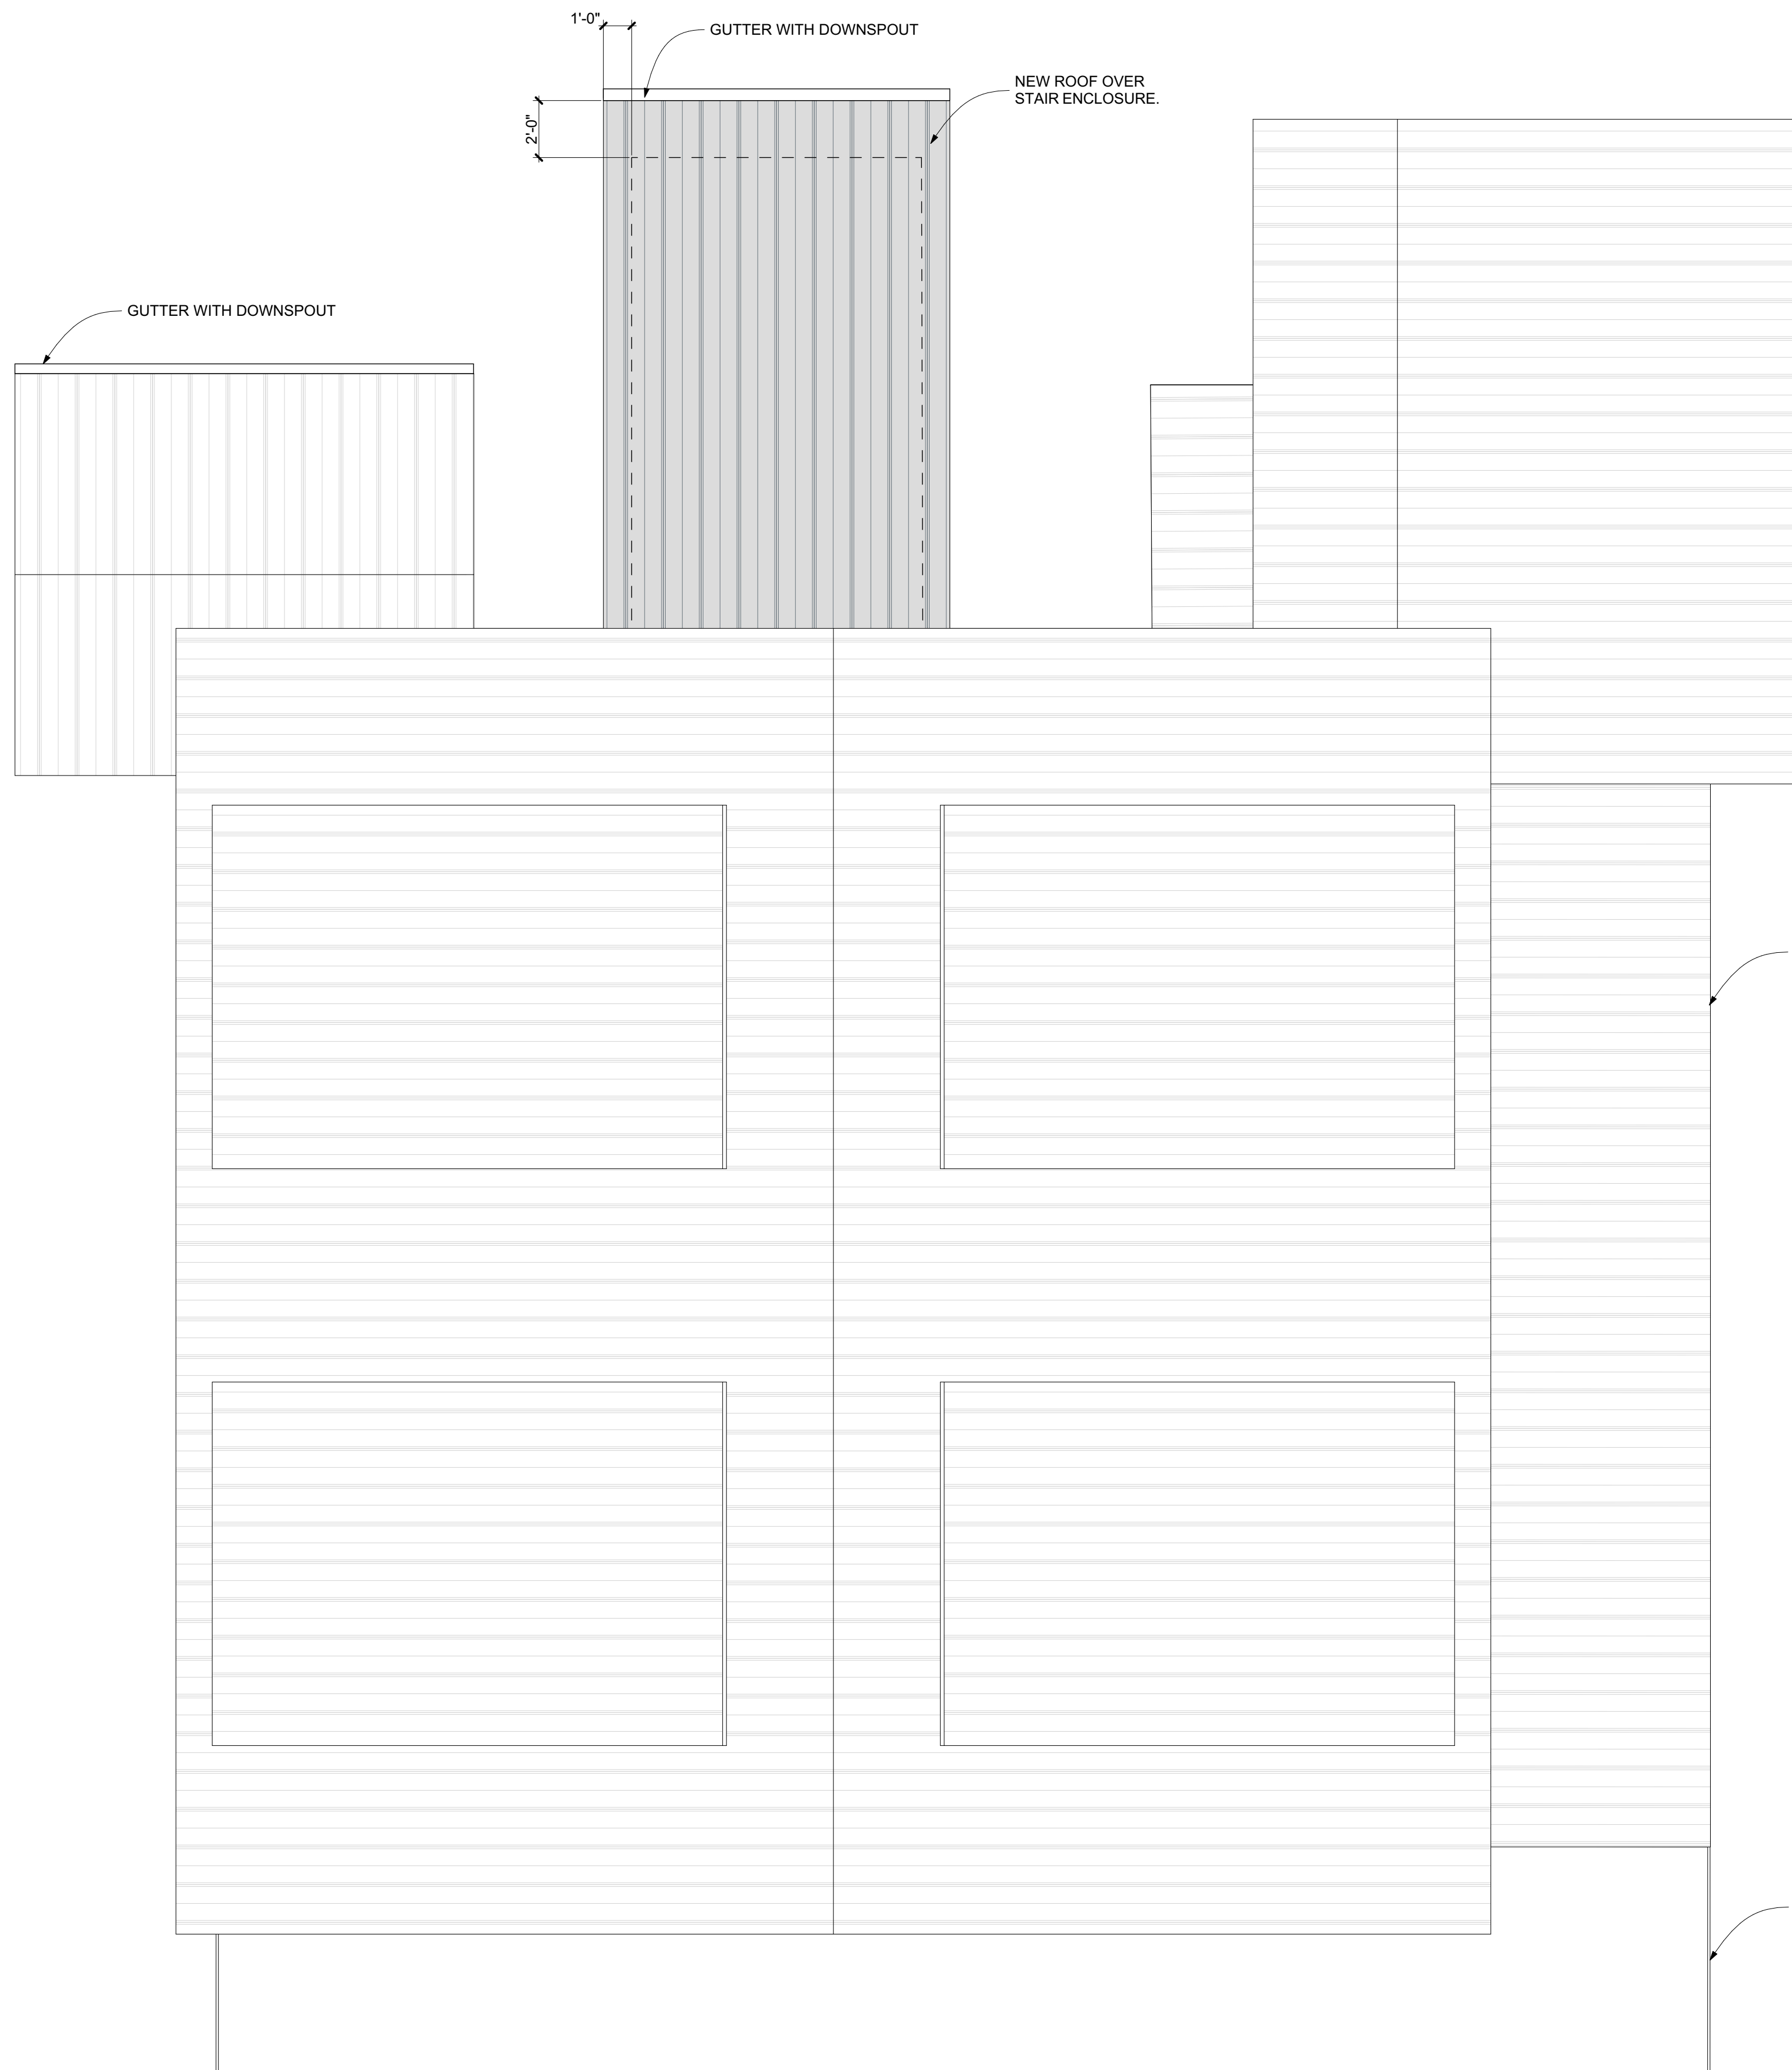 1'-0"
GUTTER WITH DOWNSPOUT
NEW ROOF OVER
STAIR ENCLOSURE.
2'-0"
GUTTER WITH DOWNSPOUT